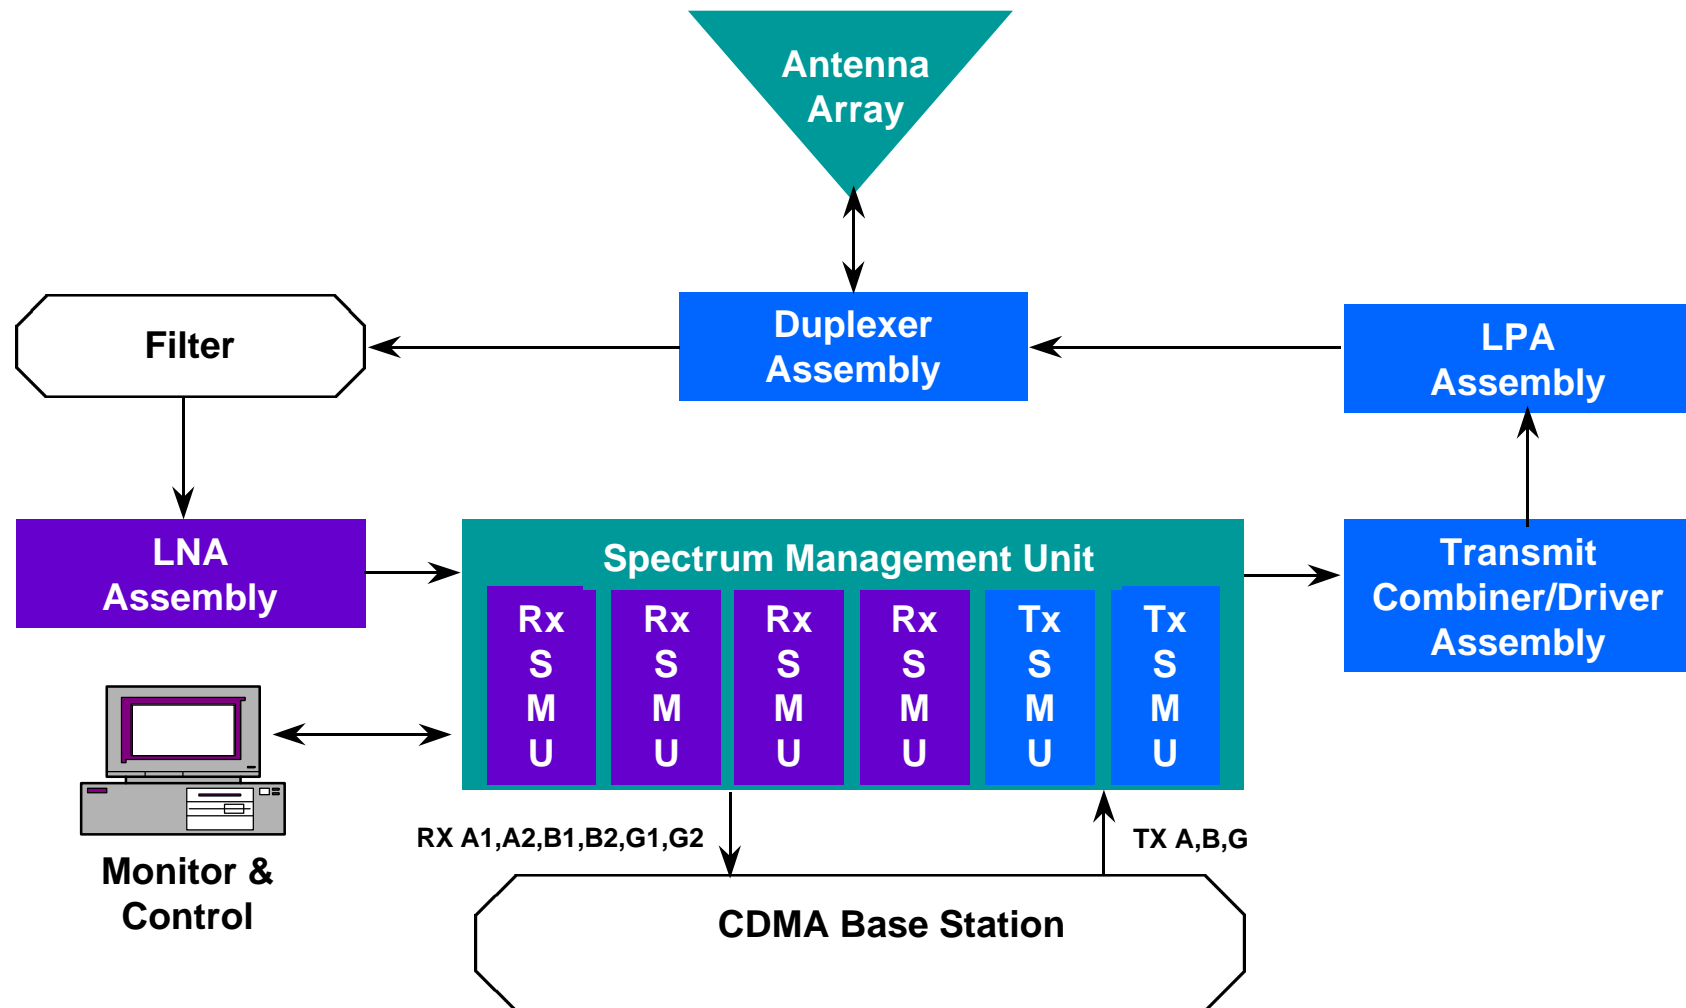 Antenna
Array
Filter
Duplexer
Assembly
LPA
Assembly
LNA
Assembly
Spectrum Management Unit
Rx
S
M
U
Rx
S
M
U
Rx
S
M
U
Rx
S
M
U
Tx
S
M
U
Tx
S
M
U
Transmit
Combiner/Driver
Assembly
Monitor &
Control
RX A1,A2,B1,B2,G1,G2
TX A,B,G
CDMA Base Station